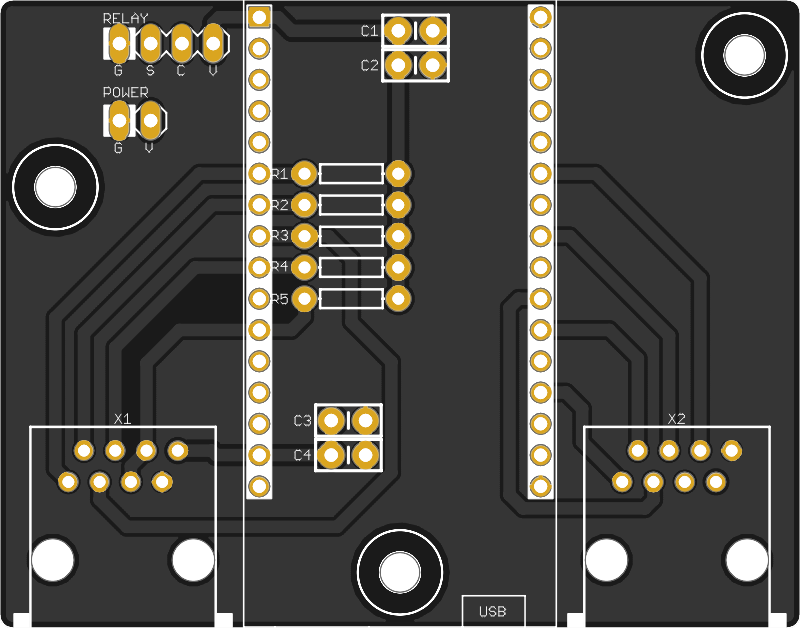 RELAY
G S C V
POWER
G V
C1
C2
R1
R2
R3
R4
R5
C3
C4
X1
X2
USB